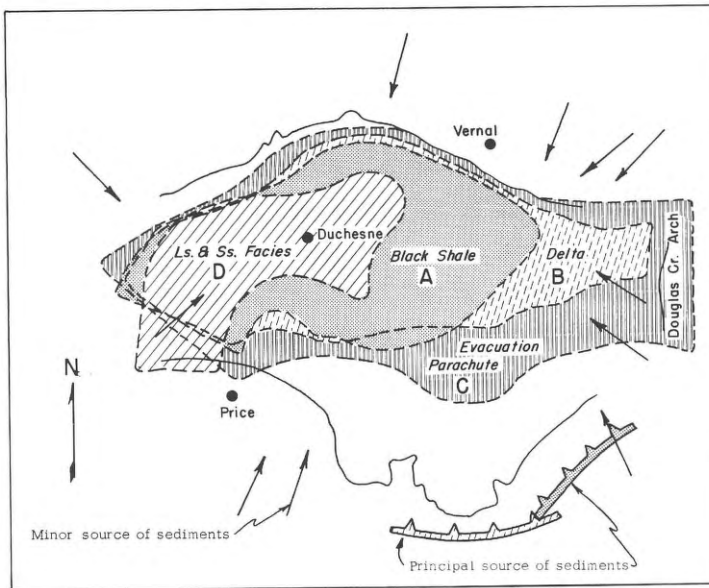 Vernal
Duchesne
Ls. & Ss. Facies
D
Black Shale
A
Delta
B
Douglas Cr. Arch
Evacuation
Parachute
C
N
Price
Minor source of sediments
Principal source of sediments